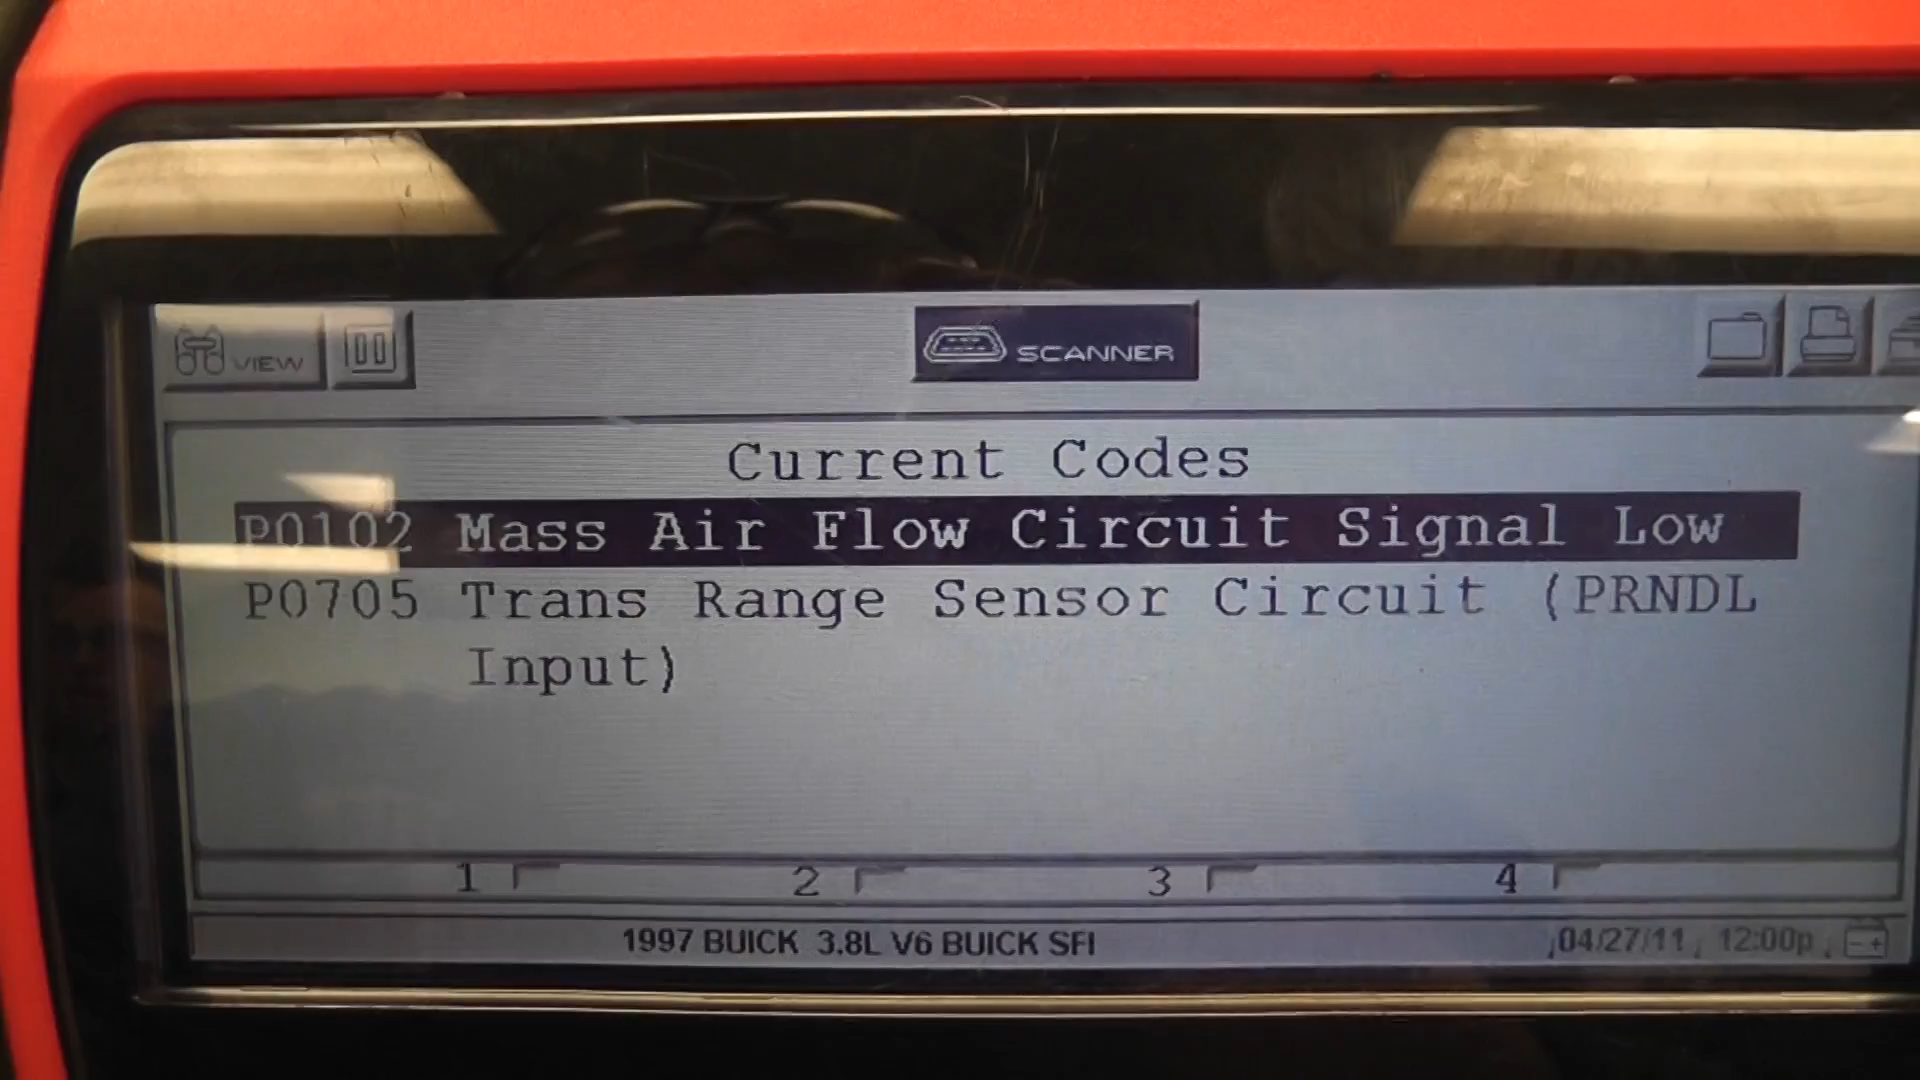 VIEW
SCANNER
Current Codes
P0102 Mass Air Flow Circuit Signal Low
P0705 Trans Range Sensor Circuit (PRNDL
Input)
1 2 3 4
1997 BUICK 3.8L V6 BUICK SFI 04/27/11 12:00p